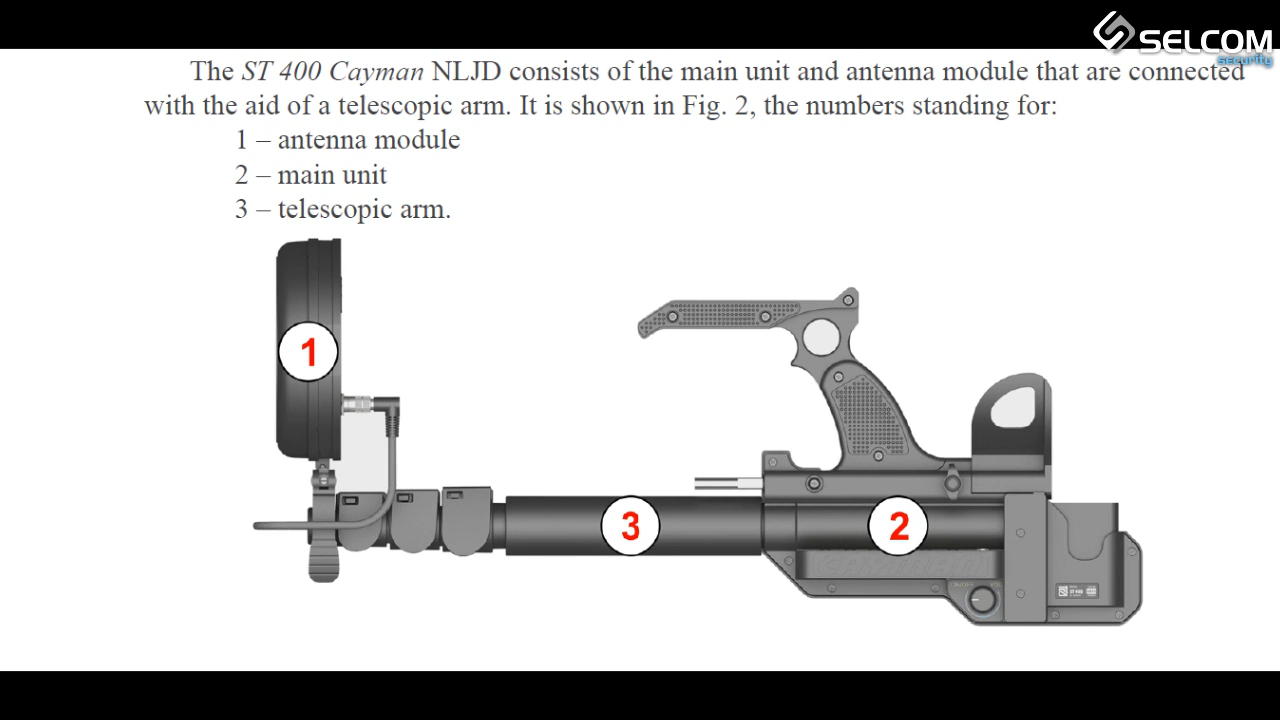 SELCOM
security
The ST 400 Cayman NLJD consists of the main unit and antenna module that are connected
with the aid of a telescopic arm. It is shown in Fig. 2, the numbers standing for:
1 – antenna module
2 – main unit
3 – telescopic arm.
1
3
2
ST 400